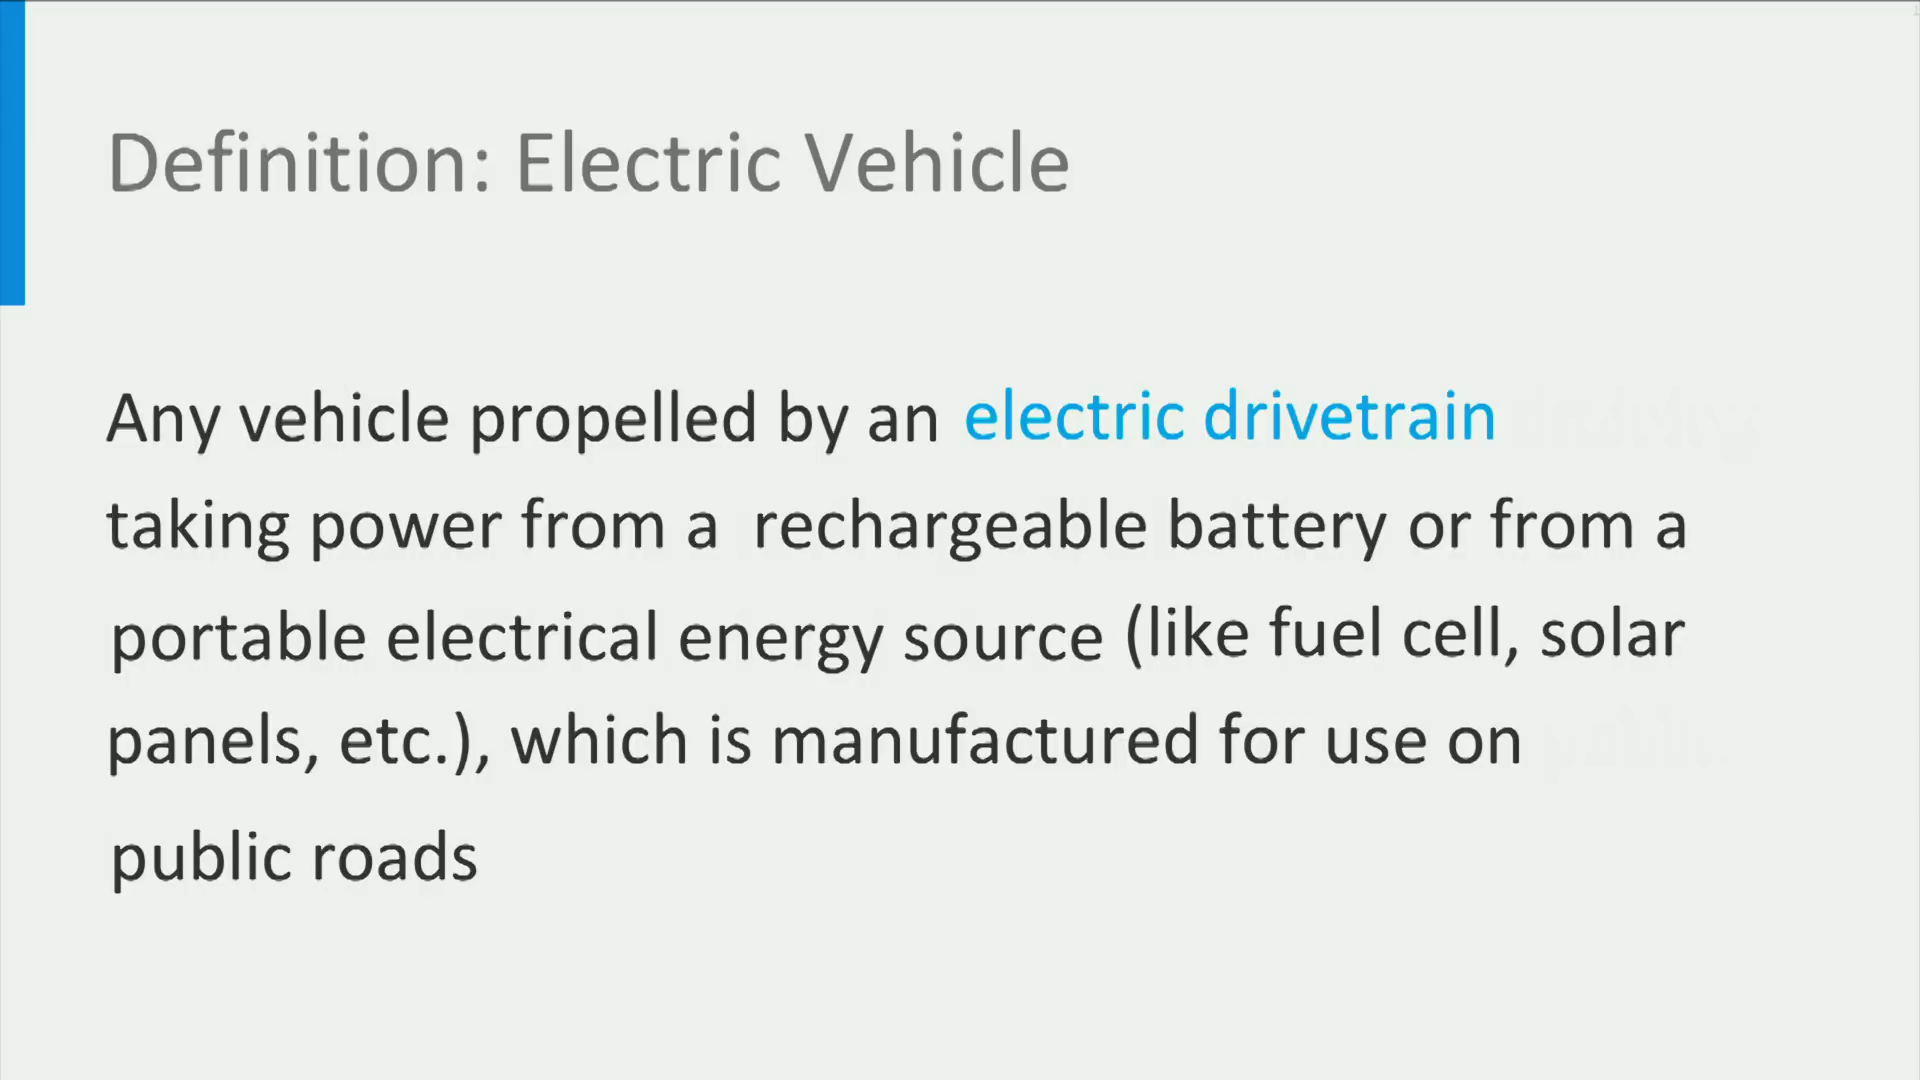 Definition: Electric Vehicle
Any vehicle propelled by an electric drivetrain
taking power from a rechargeable battery or from a
portable electrical energy source (like fuel cell, solar
panels, etc.), which is manufactured for use on
public roads